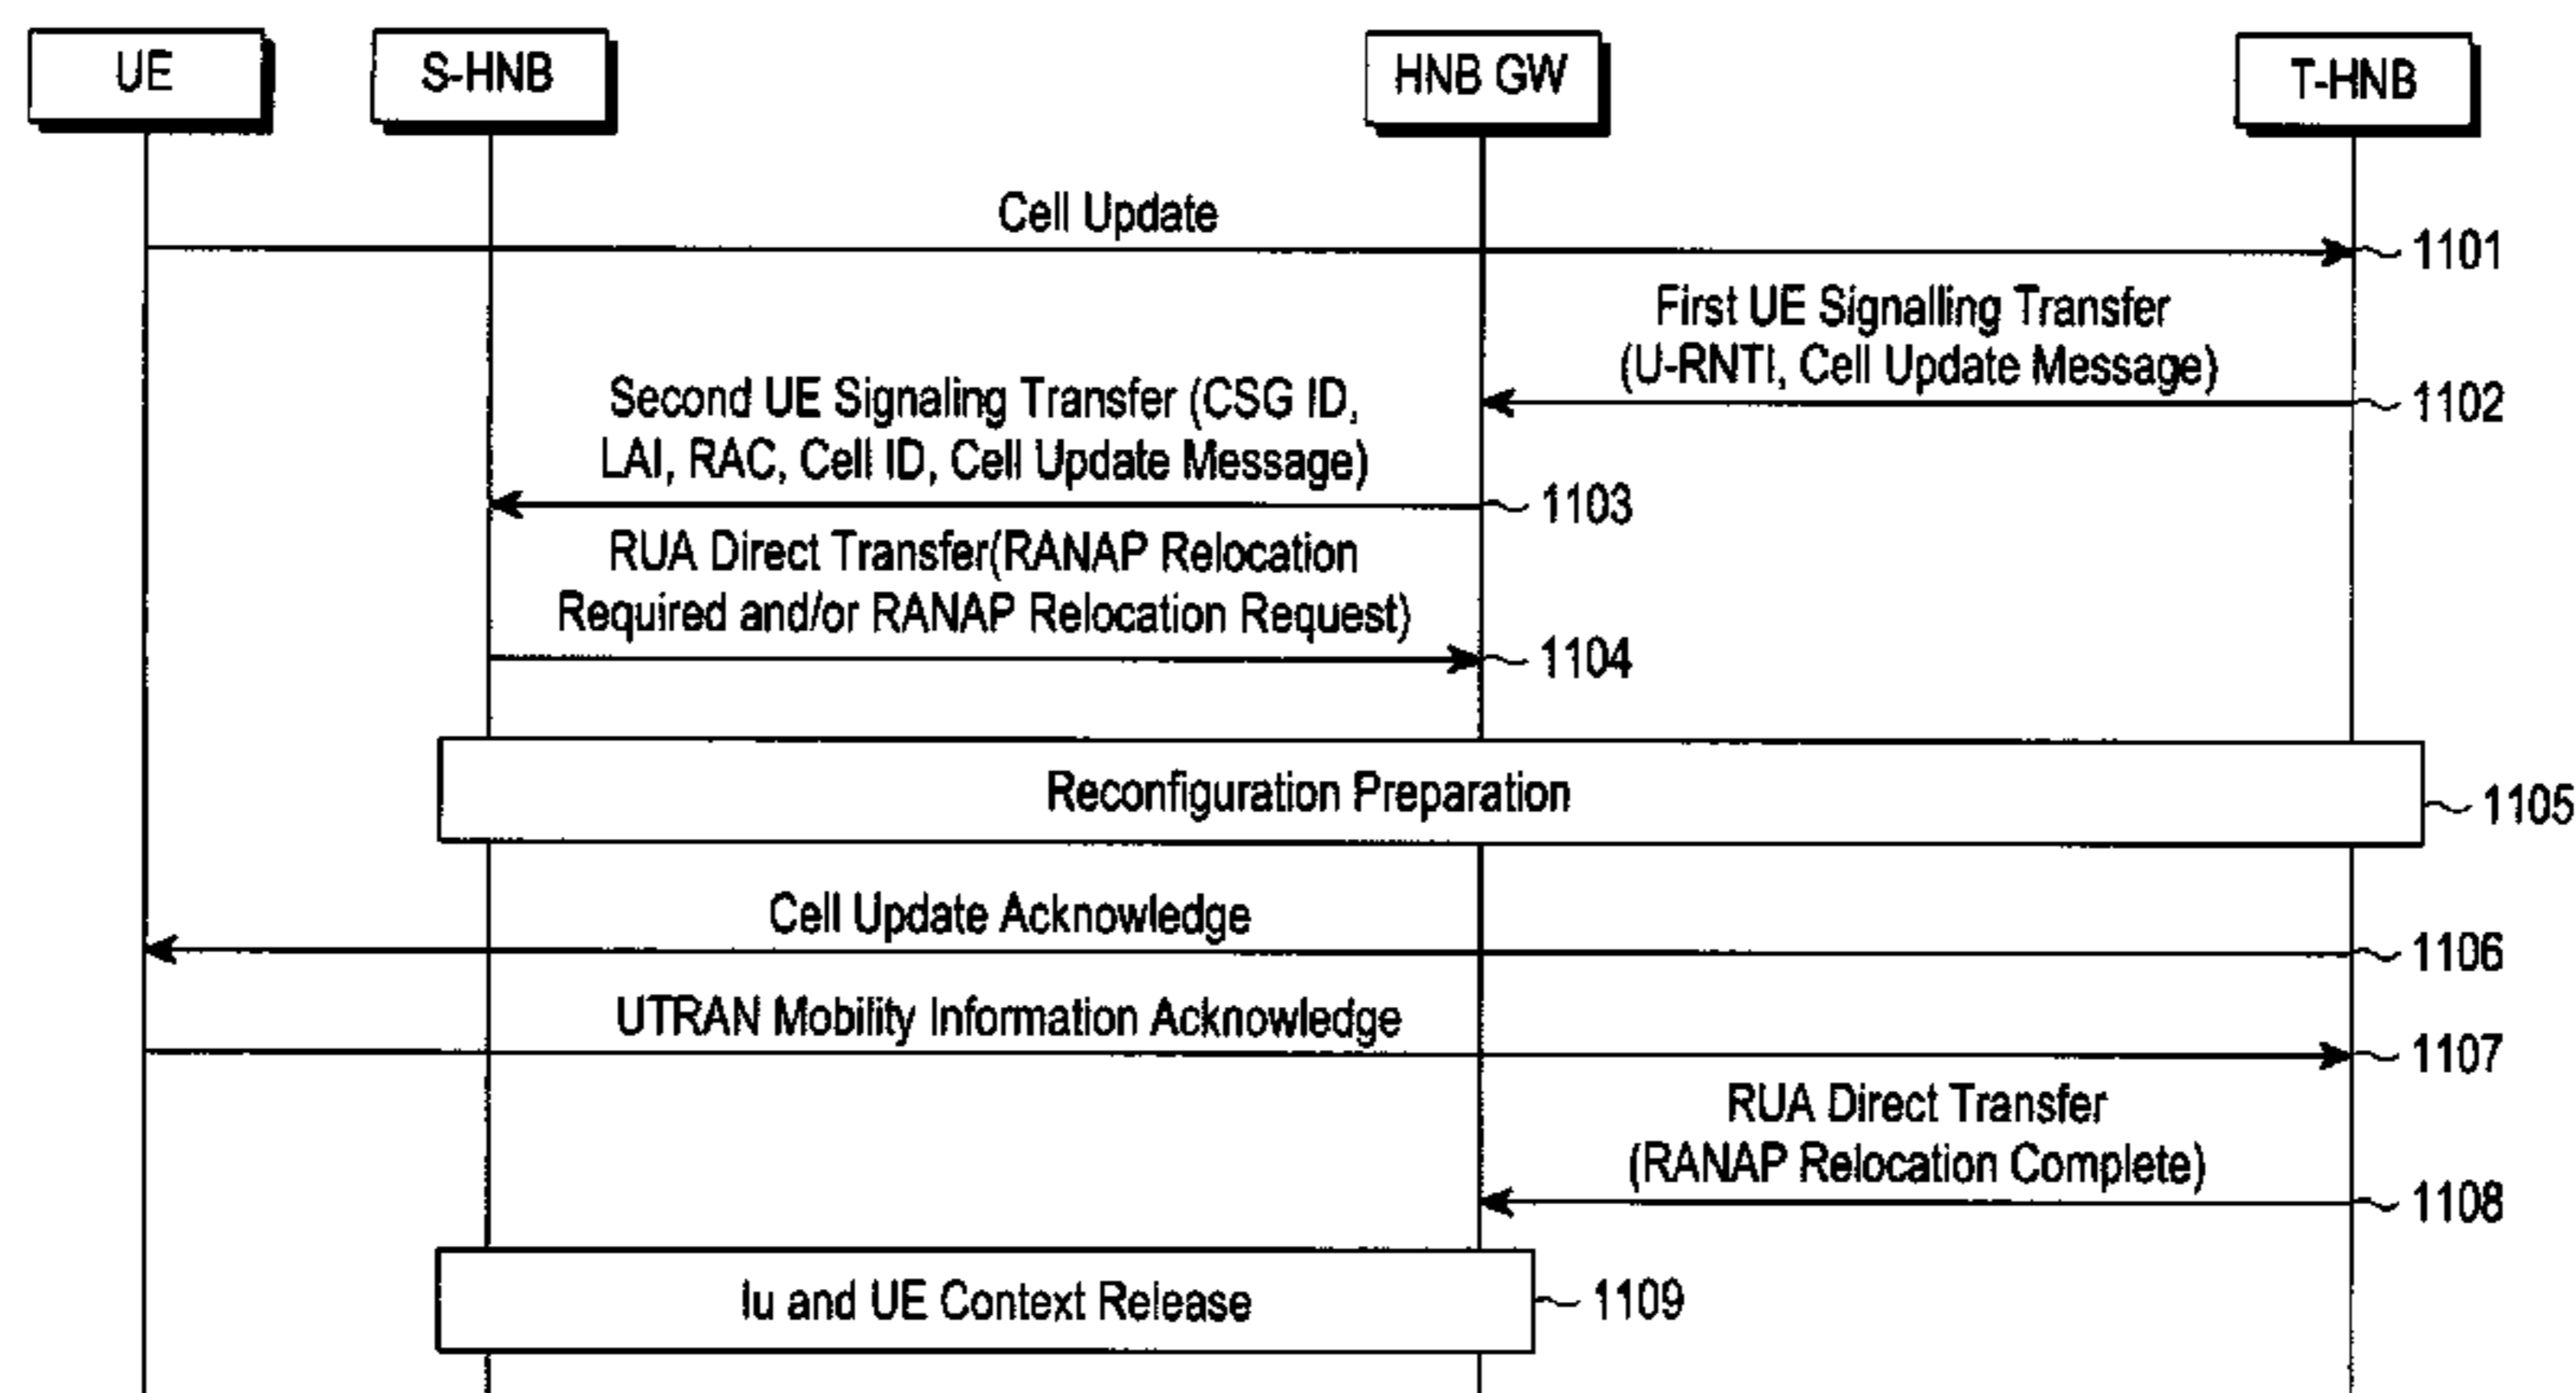 UE
S-HNB
HNB GW
T-HNB
Cell Update
1101
First UE Signalling Transfer
(U-RNTI, Cell Update Message)
1102
Second UE Signaling Transfer (CSG ID,
LAI, RAC, Cell ID, Cell Update Message)
1103
RUA Direct Transfer(RANAP Relocation
Required and/or RANAP Relocation Request)
1104
Reconfiguration Preparation
1105
Cell Update Acknowledge
1106
UTRAN Mobility Information Acknowledge
1107
RUA Direct Transfer
(RANAP Relocation Complete)
1108
Iu and UE Context Release
1109